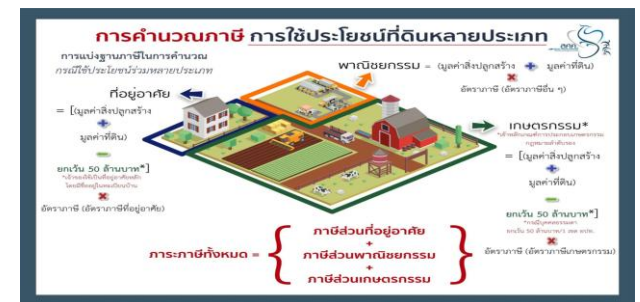 การคำนวณภาษี การใช้ประโยชน์ที่ดินหลายประเภท
สถก.
การแบ่งฐานภาษีในการคำนวณ
กรณีใช้ประโยชน์ร่วมหลายประเภท
พาณิชยกรรม = (มูลค่าสิ่งปลูกสร้าง + มูลค่าที่ดิน)
×
อัตราภาษี (อัตราภาษีอื่น ๆ)
ที่อยู่อาศัย
= [(มูลค่าสิ่งปลูกสร้าง
+
มูลค่าที่ดิน)
-
ยกเว้น 50 ล้านบาท*]
×
อัตราภาษี (อัตราภาษีที่อยู่อาศัย)
เกษตรกรรม*
= [(มูลค่าสิ่งปลูกสร้าง
+
มูลค่าที่ดิน)
-
ยกเว้น 50 ล้านบาท*]
×
อัตราภาษี (อัตราภาษีเกษตรกรรม)
ภาระภาษีทั้งหมด = { ภาษีส่วนที่อยู่อาศัย
+
ภาษีส่วนพาณิชยกรรม
+
ภาษีส่วนเกษตรกรรม }